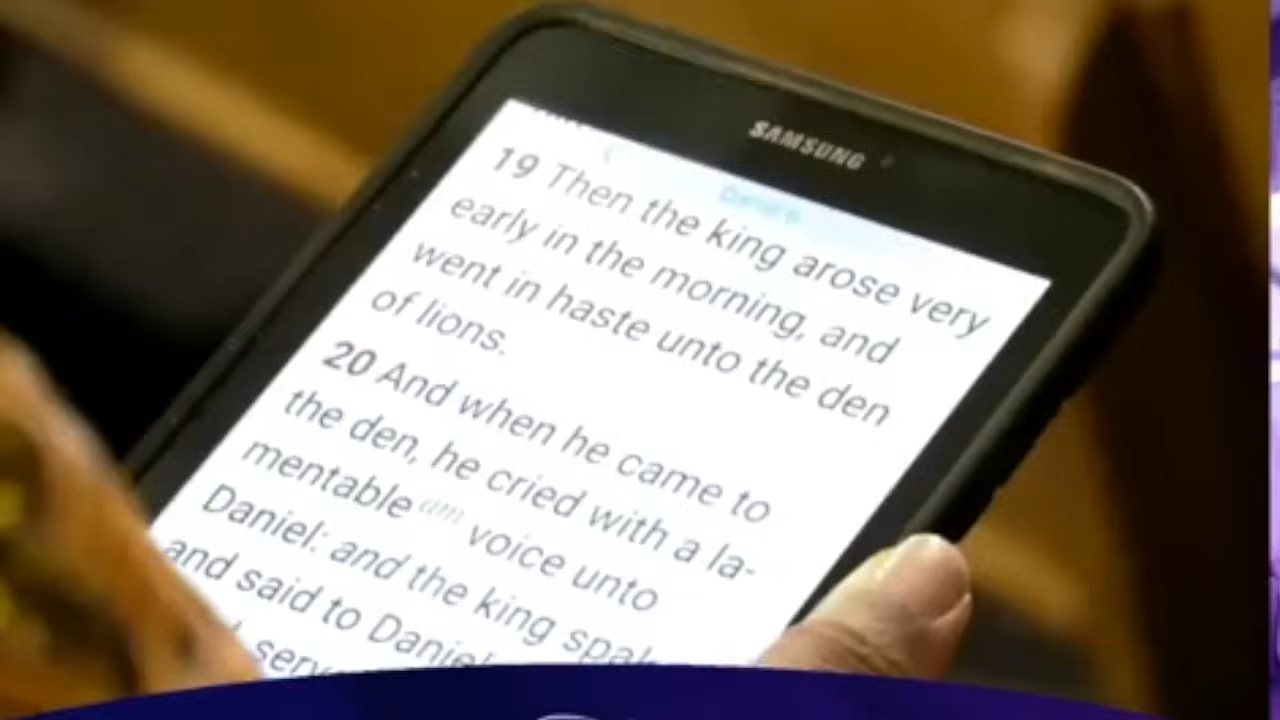 SAMSUNG
19 Then the king arose very
early in the morning, and
went in haste unto the den
of lions.
20 And when he came to
the den, he cried with a la-
mentable am voice unto
Daniel: and the king
and said to Daniel